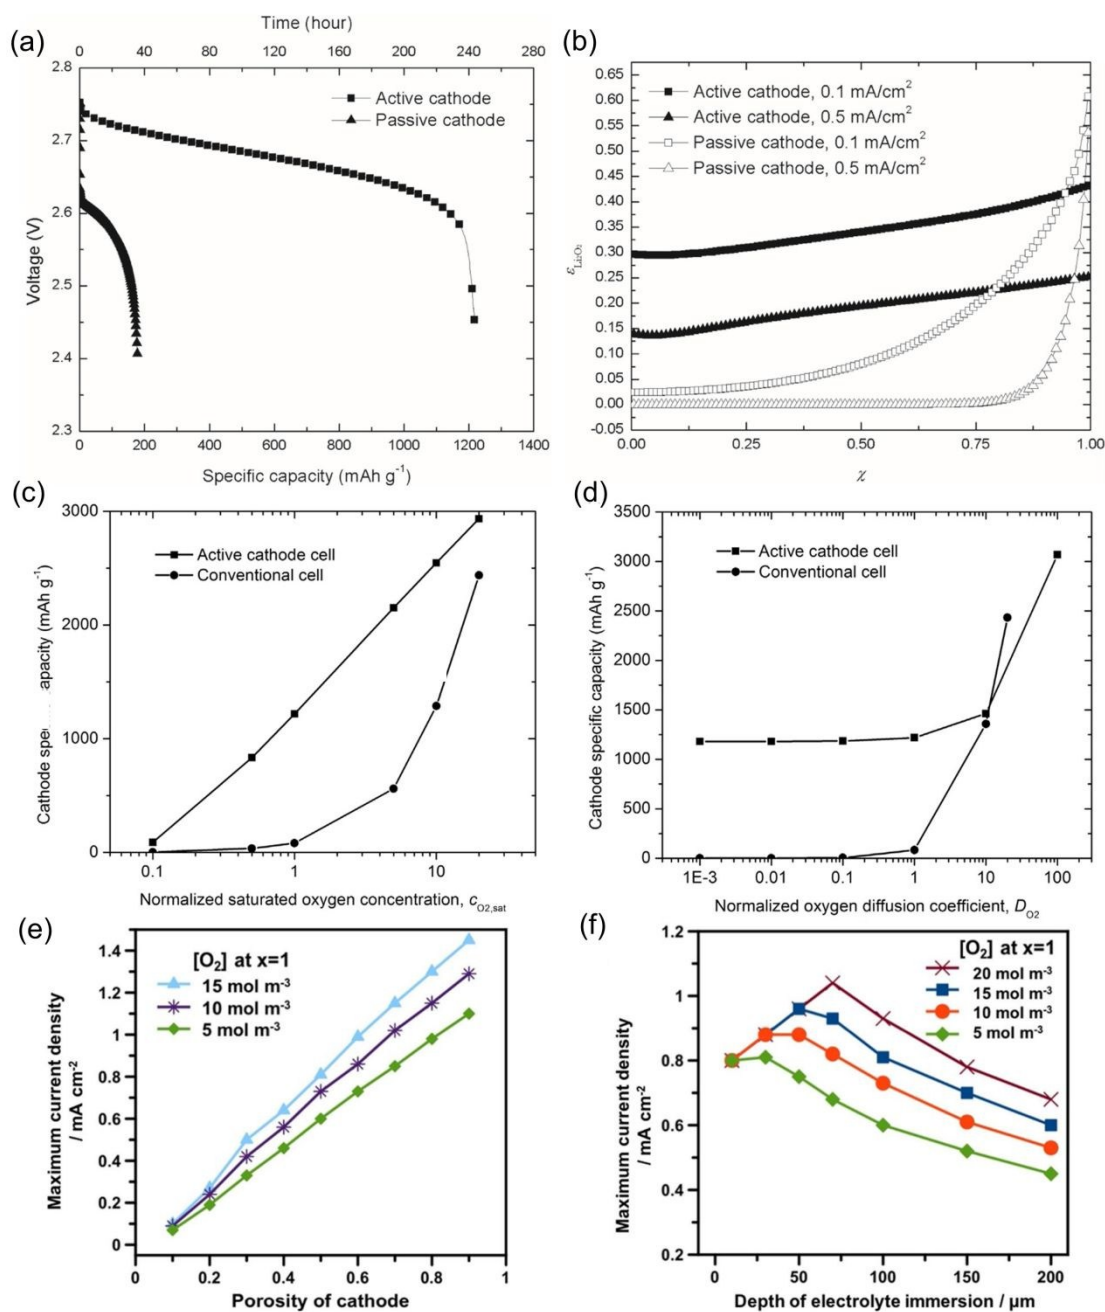 (a)
Time (hour)
0 40 80 120 160 200 240 280
2.8
2.7
2.6
2.5
2.4
2.3
Voltage (V)
Active cathode
Passive cathode
0 200 400 600 800 1000 1200 1400
Specific capacity (mAh g⁻¹)
(b)
0.65
0.60
0.55
0.50
0.45
0.40
0.35
0.30
0.25
0.20
0.15
0.10
0.05
0.00
-0.05
εLi₂O₂
Active cathode, 0.1 mA/cm²
Active cathode, 0.5 mA/cm²
Passive cathode, 0.1 mA/cm²
Passive cathode, 0.5 mA/cm²
0.00 0.25 0.50 0.75 1.00
χ
(c)
3000
2000
1000
0
Cathode spe apacity (mAh g⁻¹)
Active cathode cell
Conventional cell
0.1 1 10
Normalized saturated oxygen concentration, cO2,sat
(d)
3500
3000
2500
2000
1500
1000
500
0
Cathode specific capacity (mAh g⁻¹)
Active cathode cell
Conventional cell
1E-3 0.01 0.1 1 10 100
Normalized oxygen diffusion coefficient, DO2
(e)
1.4
1.2
1
0.8
0.6
0.4
0.2
0
Maximum current density
/ mA cm⁻²
[O₂] at x=1
15 mol m⁻³
10 mol m⁻³
5 mol m⁻³
0 0.2 0.4 0.6 0.8 1
Porosity of cathode
(f)
1.2
1
0.8
0.6
0.4
0.2
Maximum current density
/ mA cm⁻²
[O₂] at x=1
20 mol m⁻³
15 mol m⁻³
10 mol m⁻³
5 mol m⁻³
0 50 100 150 200
Depth of electrolyte immersion / µm